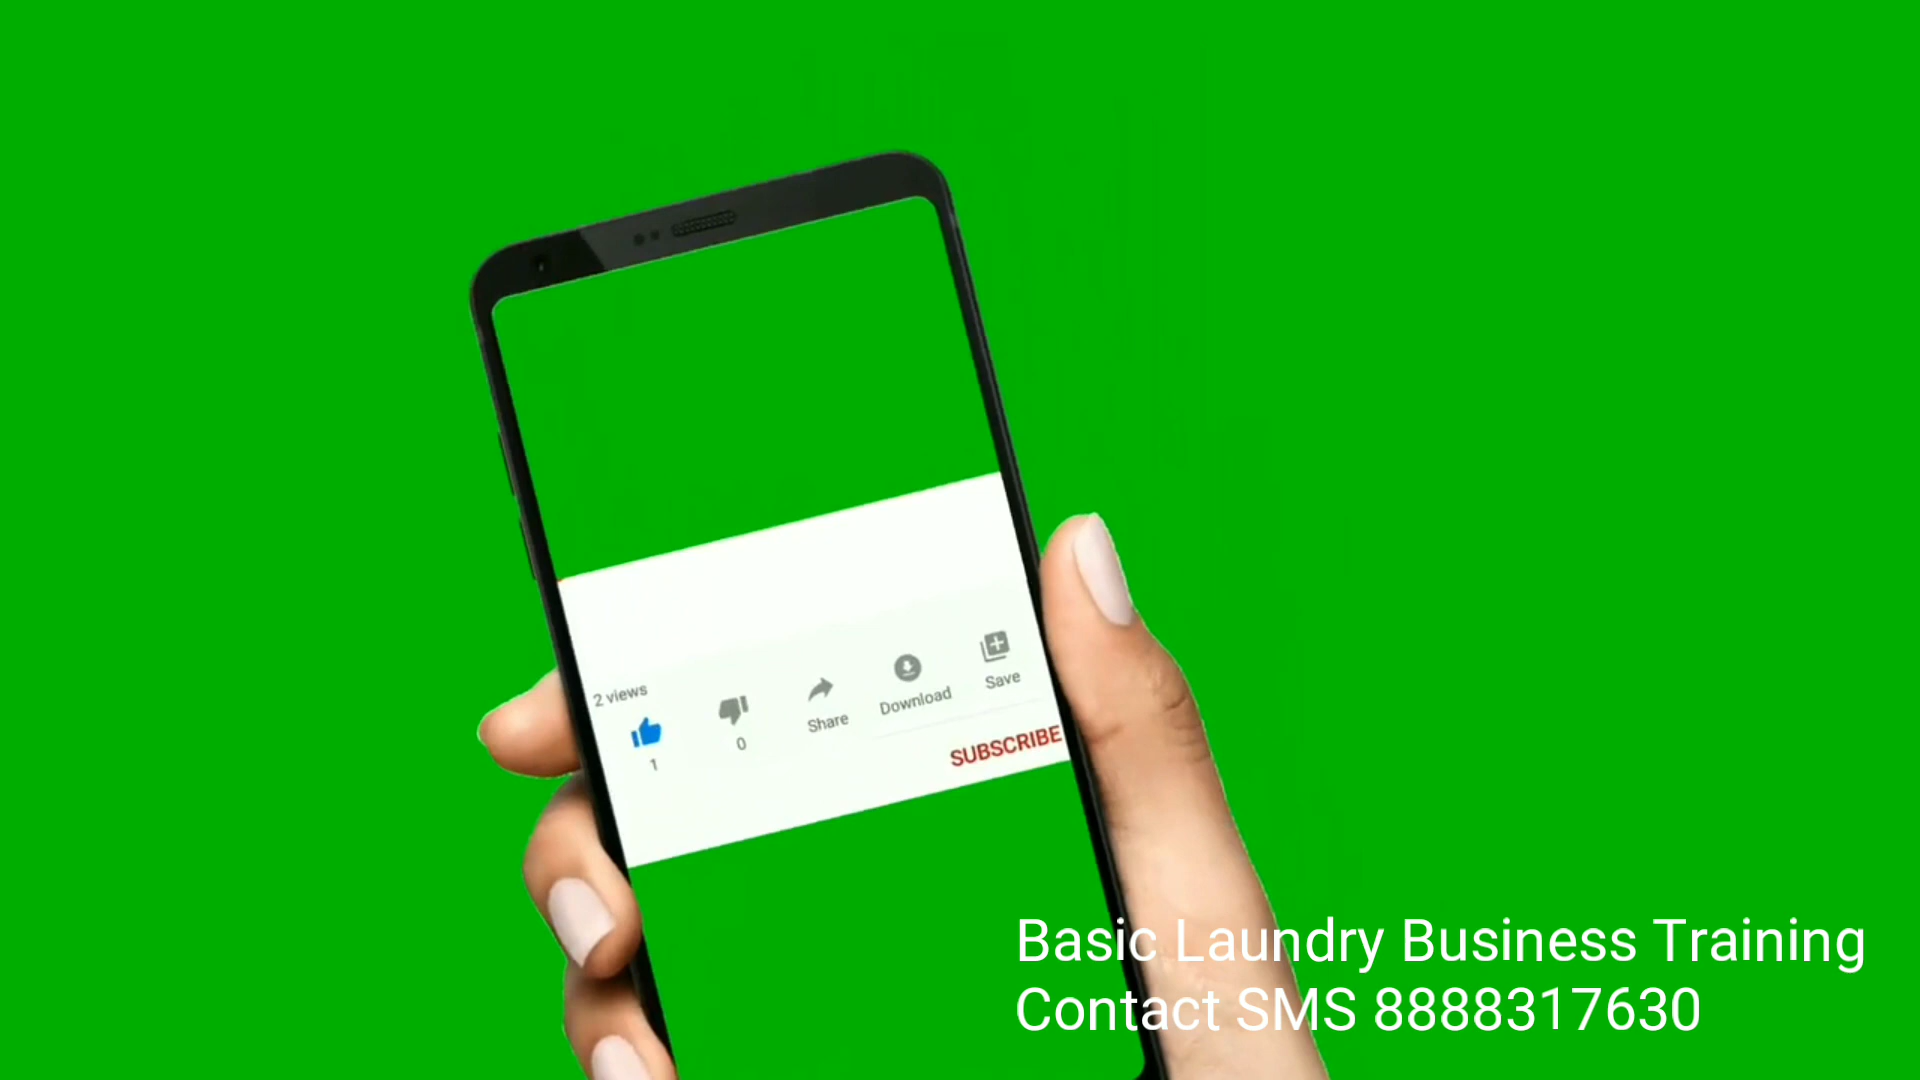 2 views
1
0
Share
Download
Save
SUBSCRIBE
Basic Laundry Business Training
Contact SMS 8888317630